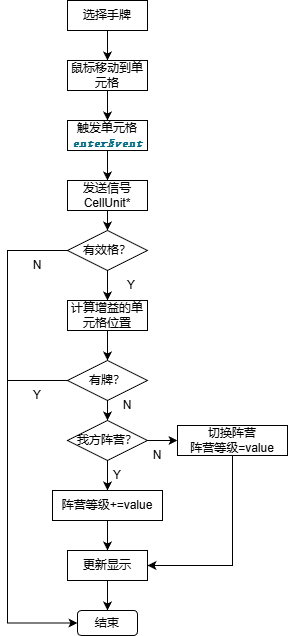 选择手牌
鼠标移动到单
元格
触发单元格
enterEvent
发送信号
CellUnit*
有效格?
N
Y
计算增益的单
元格位置
有牌?
Y
N
我方阵营?
N
切换阵营
阵营等级=value
Y
阵营等级+=value
更新显示
结束